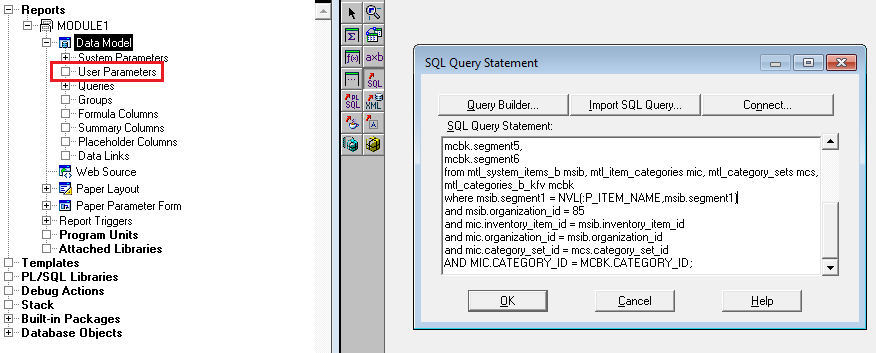 Reports
MODULE1
Data Model
System Parameters
User Parameters
Queries
Groups
Formula Columns
Summary Columns
Placeholder Columns
Data Links
Web Source
Paper Layout
Paper Parameter Form
Report Triggers
Program Units
Attached Libraries
Templates
PL/SQL Libraries
Debug Actions
Stack
Built-in Packages
Database Objects
Σ
f(x) a×b
SQL
PL SQL XML
A
SQL Query Statement
Query Builder... Import SQL Query... Connect...
SQL Query Statement:
mcbk.segment5,
mcbk.segment6
from mtl_system_items_b msib, mtl_item_categories mic, mtl_category_sets mcs,
mtl_categories_b_kfv mcbk
where msib.segment1 = NVL(:P_ITEM_NAME,msib.segment1)
and msib.organization_id = 85
and mic.inventory_item_id = msib.inventory_item_id
and mic.organization_id = msib.organization_id
and mic.category_set_id = mcs.category_set_id
AND MIC.CATEGORY_ID = MCBK.CATEGORY_ID;
OK Cancel Help